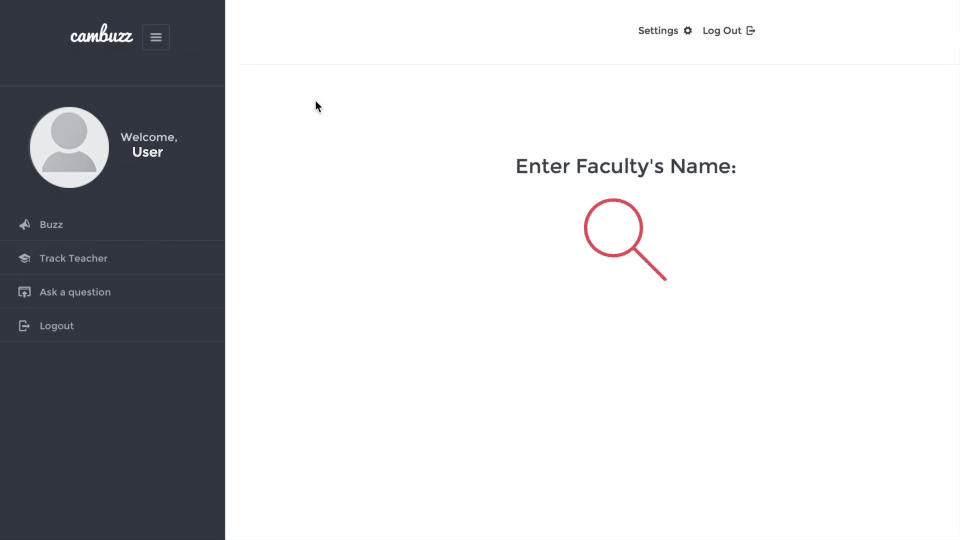 cambuzz
Settings Log Out
Welcome,
User
Buzz
Track Teacher
Ask a question
Logout
Enter Faculty's Name: